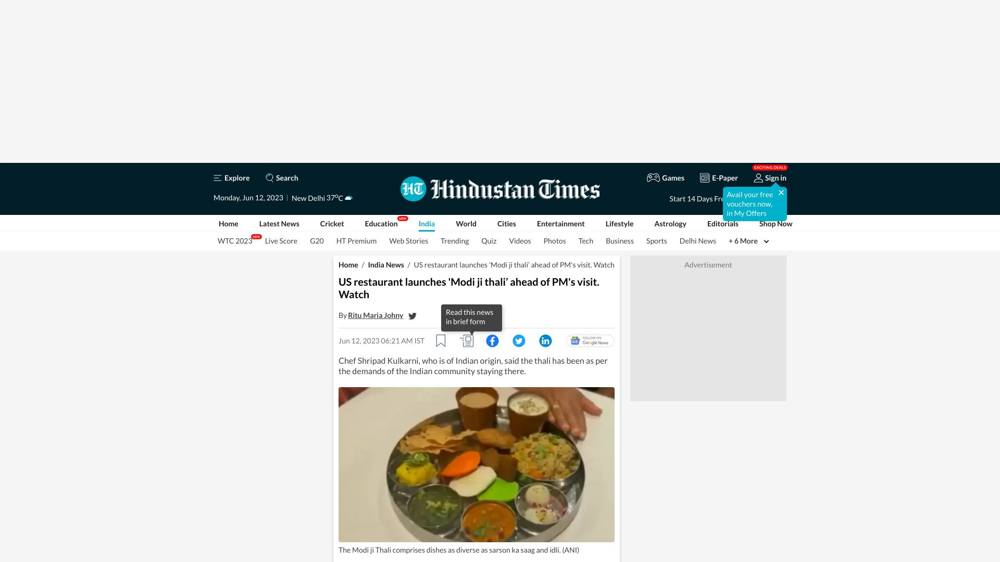 EXCITING DEALS
Explore
Search
HT Hindustan Times
Games
E-Paper
Sign in
Monday, Jun 12, 2023
New Delhi 37°C
Start 14 Days Fre
Avail your free
vouchers now,
in My Offers
Home Latest News Cricket Education NEW India World Cities Entertainment Lifestyle Astrology Editorials Shop Now
WTC 2023 NEW Live Score G20 HT Premium Web Stories Trending Quiz Videos Photos Tech Business Sports Delhi News + 6 More
Home / India News / US restaurant launches 'Modi ji thali’ ahead of PM's visit. Watch
Advertisement
US restaurant launches 'Modi ji thali’ ahead of PM's visit.
Watch
By Ritu Maria Johny
Read this news
in brief form
Jun 12, 2023 06:21 AM IST
FOLLOW ON
Google News
Chef Shripad Kulkarni, who is of Indian origin, said the thali has been as per
the demands of the Indian community staying there.
The Modi ji Thali comprises dishes as diverse as sarson ka saag and idli. (ANI)